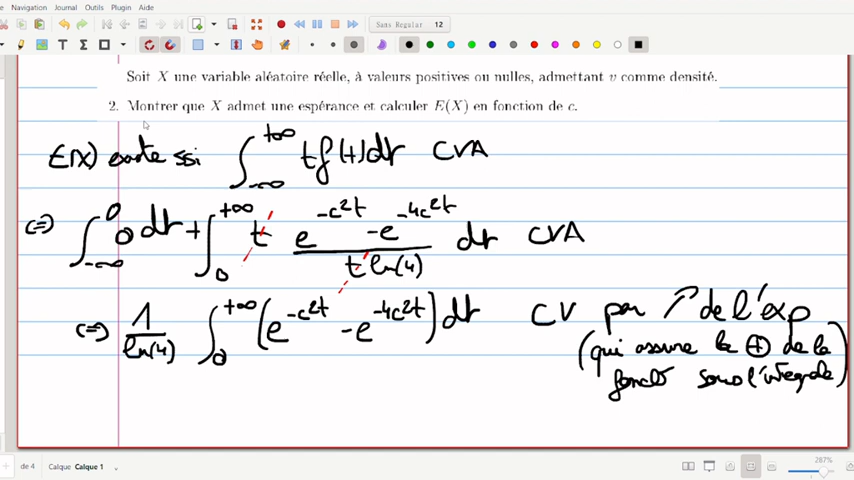 Navigation Journal Outils Plugin Aide
Sans Regular 12
T Σ
Soit X une variable aléatoire réelle, à valeurs positives ou nulles, admettant v comme densité.
2. Montrer que X admet une espérance et calculer E(X) en fonction de c.
E(X) existe ssi ∫_{-∞}^{+∞} t f(t) dt CVA
⇔ ∫_{-∞}^{0} 0 dt + ∫_{0}^{+∞} t (e^{-c²t} - e^{-4c²t}) / (t ln(4)) dt CVA
⇔ 1/ln(4) ∫_{0}^{+∞} (e^{-c²t} - e^{-4c²t}) dt CV par ↗ de l'exp
(qui assure la ⊕ de la
fonct° sous l'intégrale)
de 4 Calque Calque 1 287%